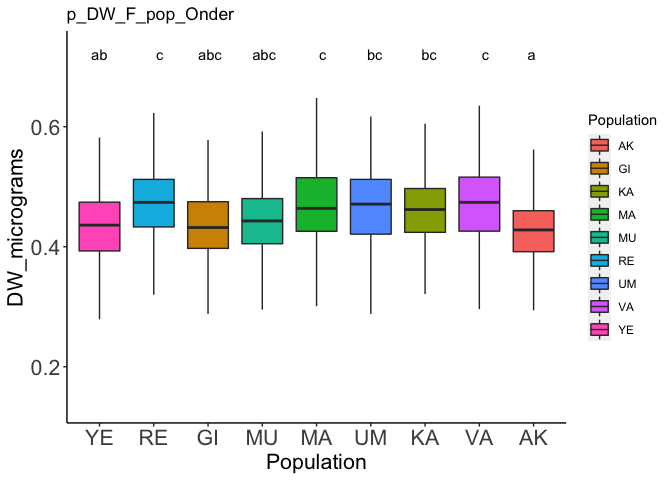 p_DW_F_pop_Onder
ab c abc abc c bc bc c a
DW_micrograms
0.6
0.4
0.2
YE RE GI MU MA UM KA VA AK
Population
Population
AK
GI
KA
MA
MU
RE
UM
VA
YE